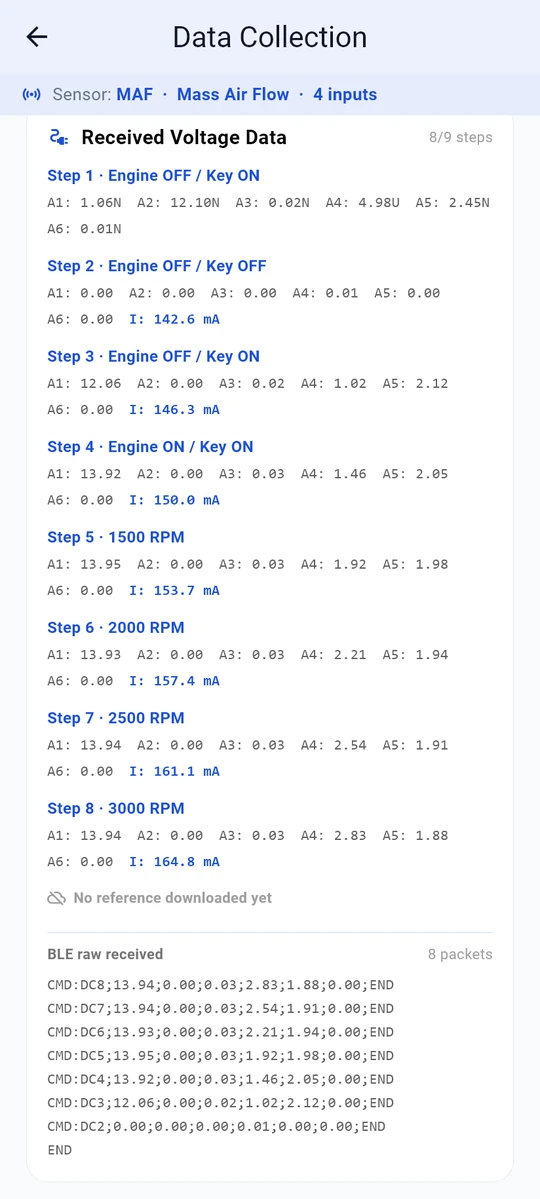 Data Collection
Sensor: MAF · Mass Air Flow · 4 inputs
Received Voltage Data 8/9 steps
Step 1 · Engine OFF / Key ON
A1: 1.06N A2: 12.10N A3: 0.02N A4: 4.98U A5: 2.45N
A6: 0.01N
Step 2 · Engine OFF / Key OFF
A1: 0.00 A2: 0.00 A3: 0.00 A4: 0.01 A5: 0.00
A6: 0.00 I: 142.6 mA
Step 3 · Engine OFF / Key ON
A1: 12.06 A2: 0.00 A3: 0.02 A4: 1.02 A5: 2.12
A6: 0.00 I: 146.3 mA
Step 4 · Engine ON / Key ON
A1: 13.92 A2: 0.00 A3: 0.03 A4: 1.46 A5: 2.05
A6: 0.00 I: 150.0 mA
Step 5 · 1500 RPM
A1: 13.95 A2: 0.00 A3: 0.03 A4: 1.92 A5: 1.98
A6: 0.00 I: 153.7 mA
Step 6 · 2000 RPM
A1: 13.93 A2: 0.00 A3: 0.03 A4: 2.21 A5: 1.94
A6: 0.00 I: 157.4 mA
Step 7 · 2500 RPM
A1: 13.94 A2: 0.00 A3: 0.03 A4: 2.54 A5: 1.91
A6: 0.00 I: 161.1 mA
Step 8 · 3000 RPM
A1: 13.94 A2: 0.00 A3: 0.03 A4: 2.83 A5: 1.88
A6: 0.00 I: 164.8 mA
No reference downloaded yet
BLE raw received 8 packets
CMD:DC8;13.94;0.00;0.03;2.83;1.88;0.00;END
CMD:DC7;13.94;0.00;0.03;2.54;1.91;0.00;END
CMD:DC6;13.93;0.00;0.03;2.21;1.94;0.00;END
CMD:DC5;13.95;0.00;0.03;1.92;1.98;0.00;END
CMD:DC4;13.92;0.00;0.03;1.46;2.05;0.00;END
CMD:DC3;12.06;0.00;0.02;1.02;2.12;0.00;END
CMD:DC2;0.00;0.00;0.00;0.01;0.00;0.00;END
END